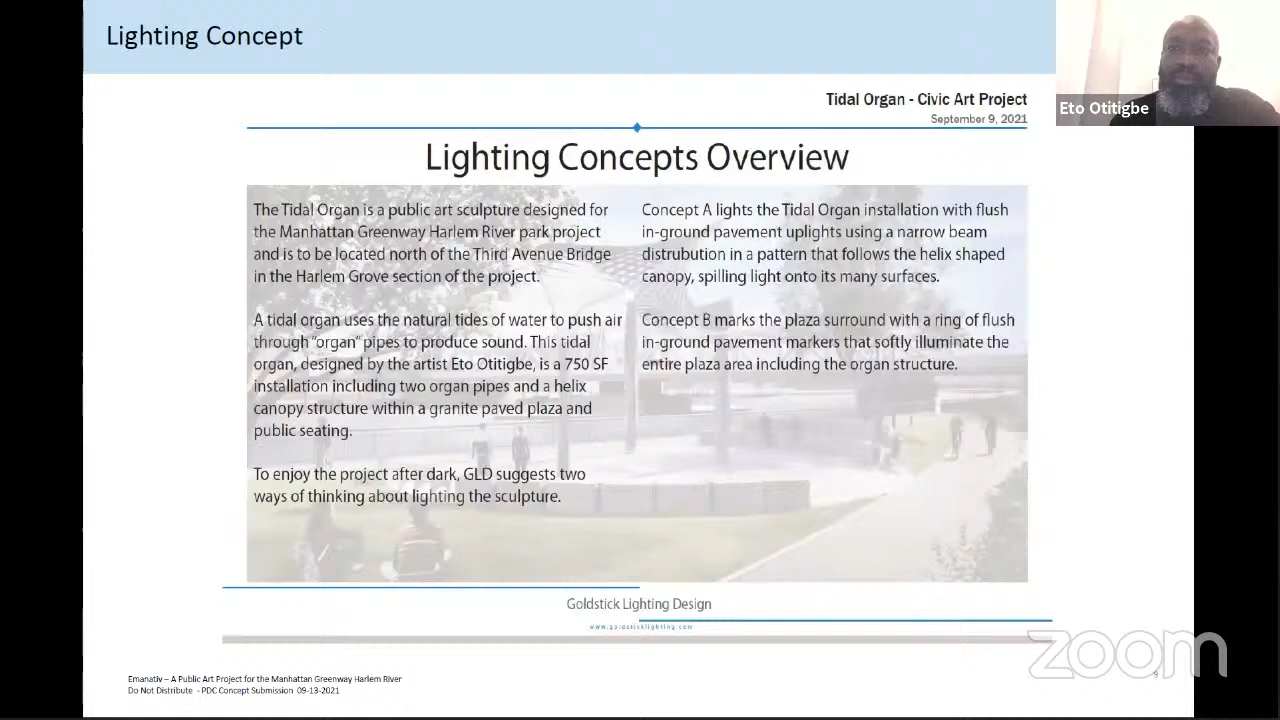 Lighting Concept
Eto Otitigbe
Tidal Organ - Civic Art Project
September 9, 2021
Lighting Concepts Overview
The Tidal Organ is a public art sculpture designed for
the Manhattan Greenway Harlem River park project
and is to be located north of the Third Avenue Bridge
in the Harlem Grove section of the project.
A tidal organ uses the natural tides of water to push air
through “organ” pipes to produce sound. This tidal
organ, designed by the artist Eto Otitigbe, is a 750 SF
installation including two organ pipes and a helix
canopy structure within a granite paved plaza and
public seating.
To enjoy the project after dark, GLD suggests two
ways of thinking about lighting the sculpture.
Concept A lights the Tidal Organ installation with flush
in-ground pavement uplights using a narrow beam
distrubution in a pattern that follows the helix shaped
canopy, spilling light onto its many surfaces.
Concept B marks the plaza surround with a ring of flush
in-ground pavement markers that softly illuminate the
entire plaza area including the organ structure.
Goldstick Lighting Design
www.goldsticklighting.com
zoom
Emanativ – A Public Art Project for the Manhattan Greenway Harlem River
Do Not Distribute - PDC Concept Submission 09-13-2021
9